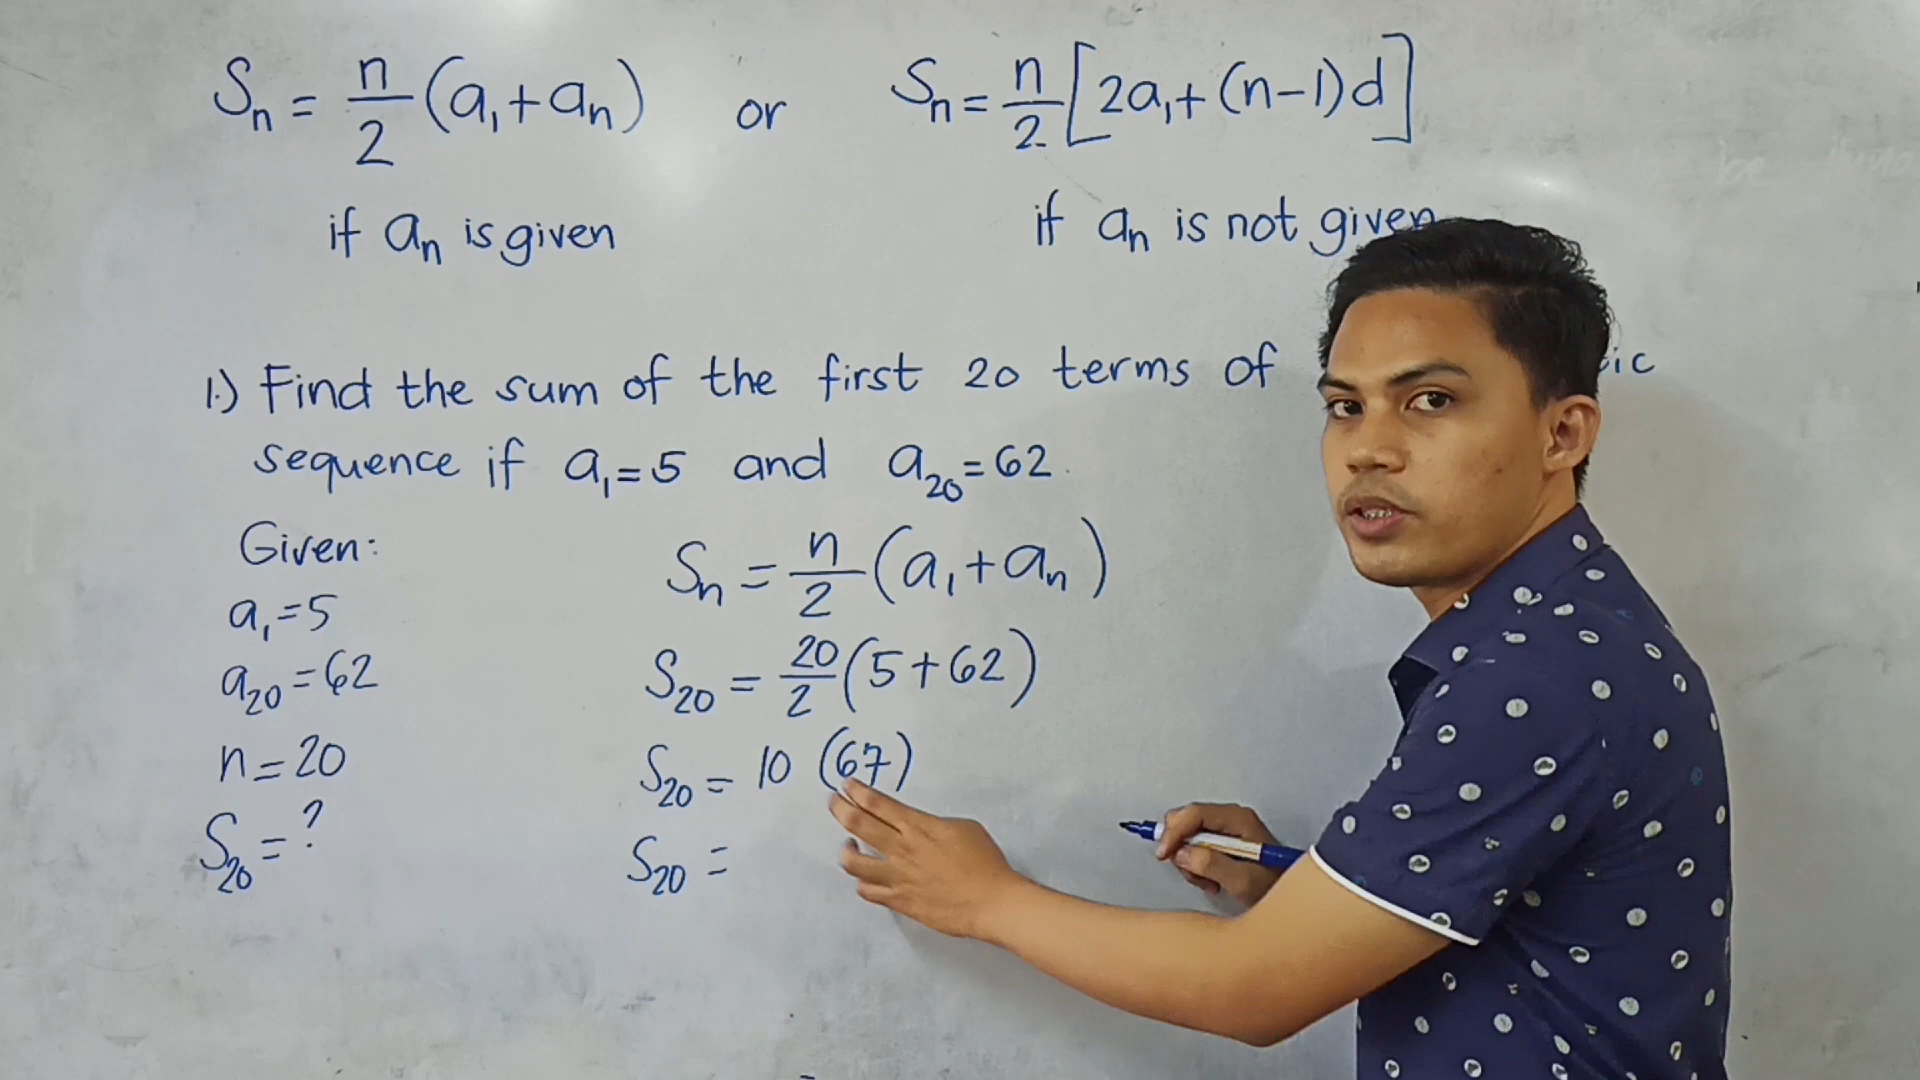 Sₙ = n/2 (a₁ + aₙ) or Sₙ = n/2 [2a₁ + (n-1)d]
if aₙ is given if aₙ is not given
1.) Find the sum of the first 20 terms of
sequence if a₁ = 5 and a₂₀ = 62.
Given:
a₁ = 5
a₂₀ = 62
n = 20
S₂₀ = ?
Sₙ = n/2 (a₁ + aₙ)
S₂₀ = 20/2 (5 + 62)
S₂₀ = 10 (67)
S₂₀ =